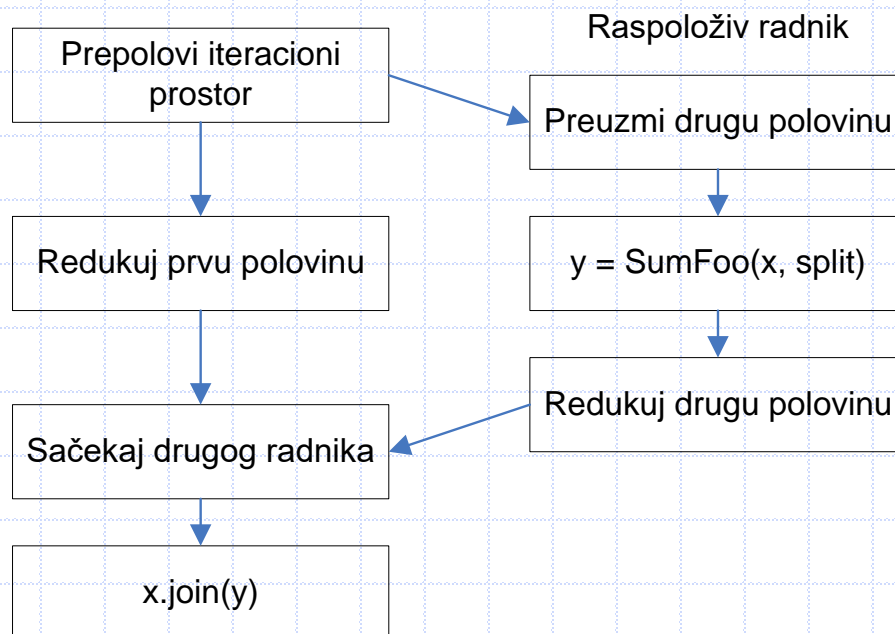 Prepolovi iteracioni
prostor
Raspoloživ radnik
Preuzmi drugu polovinu
Redukuj prvu polovinu
y = SumFoo(x, split)
Redukuj drugu polovinu
Sačekaj drugog radnika
x.join(y)